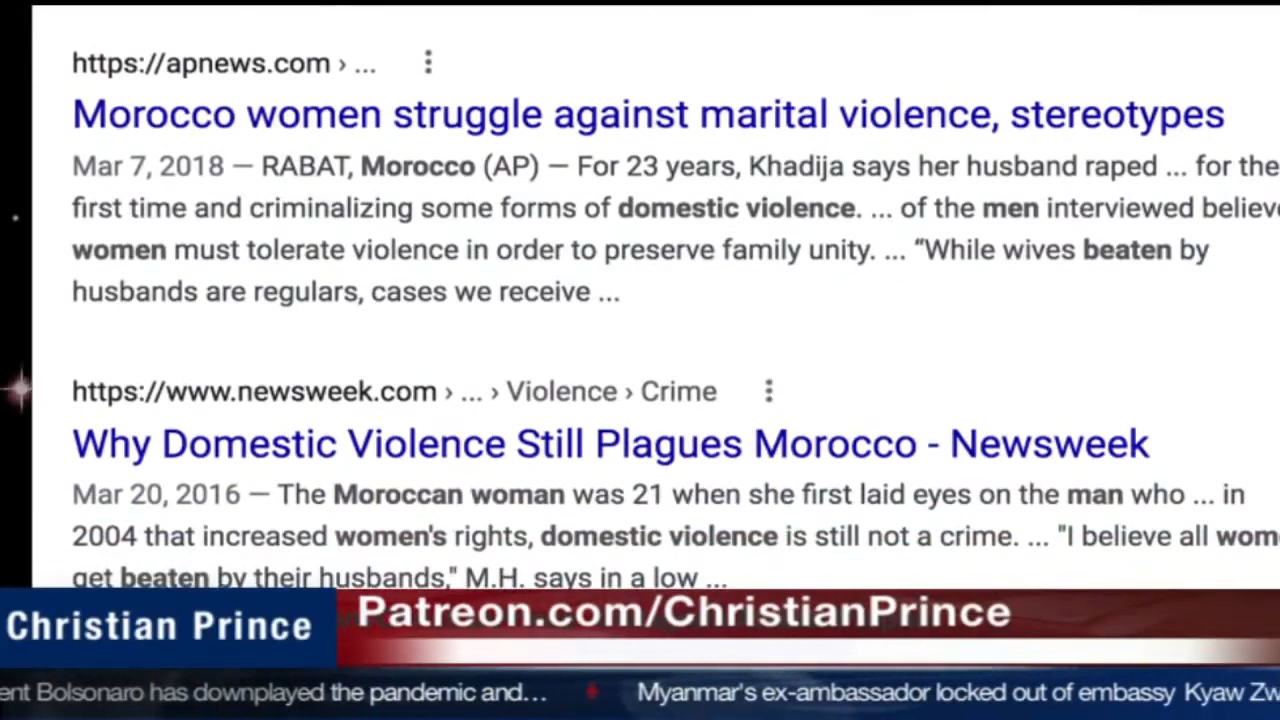 https://apnews.com › ...
Morocco women struggle against marital violence, stereotypes
Mar 7, 2018 — RABAT, Morocco (AP) — For 23 years, Khadija says her husband raped ... for the
first time and criminalizing some forms of domestic violence. ... of the men interviewed believe
women must tolerate violence in order to preserve family unity. ... “While wives beaten by
husbands are regulars, cases we receive ...
https://www.newsweek.com › ... › Violence › Crime
Why Domestic Violence Still Plagues Morocco - Newsweek
Mar 20, 2016 — The Moroccan woman was 21 when she first laid eyes on the man who ... in
2004 that increased women's rights, domestic violence is still not a crime. ... "I believe all wom
get beaten by their husbands," M.H. says in a low ...
Christian Prince
Patreon.com/ChristianPrince
ent Bolsonaro has downplayed the pandemic and... Myanmar's ex-ambassador locked out of embassy Kyaw Zw